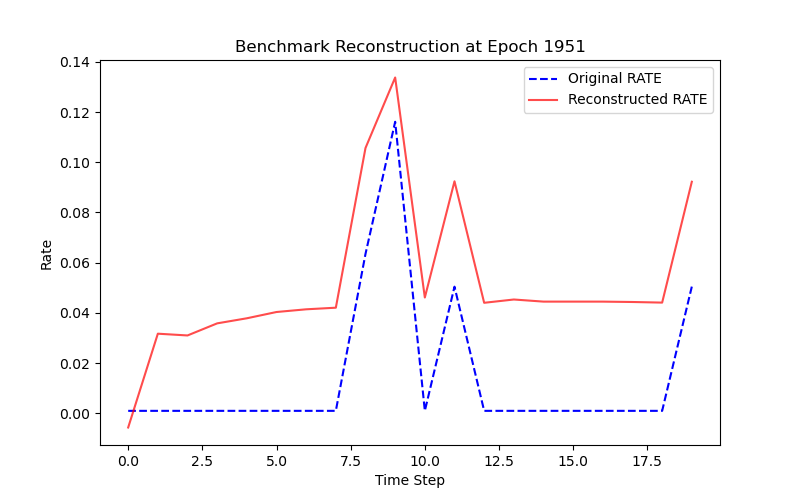 Benchmark Reconstruction at Epoch 1951
Original RATE
Reconstructed RATE
0.14
0.12
0.10
0.08
0.06
0.04
0.02
0.00
Rate
0.0 2.5 5.0 7.5 10.0 12.5 15.0 17.5
Time Step